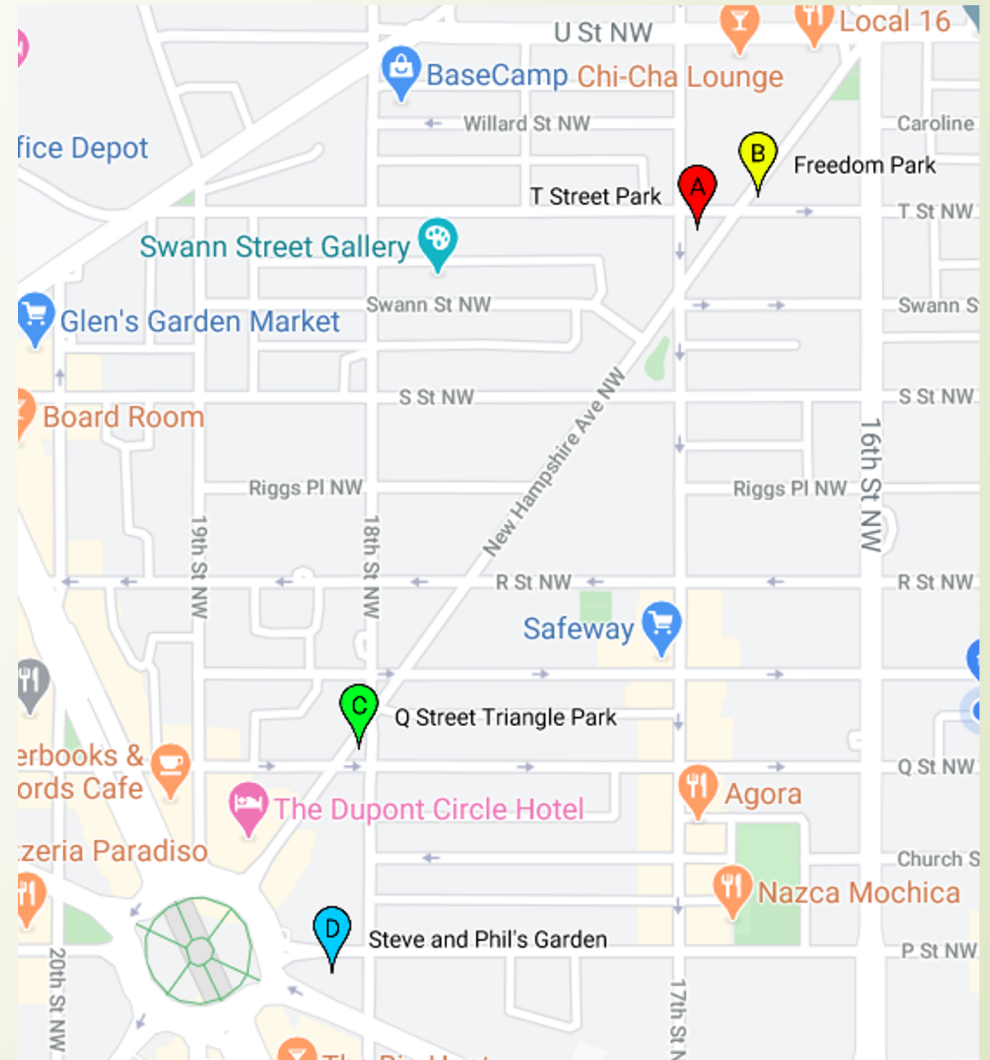 U St NW
Local 16
BaseCamp
Chi-Cha Lounge
Willard St NW
Caroline
fice Depot
B
Freedom Park
A
T Street Park
T St NW
Swann Street Gallery
Swann St NW
Swann S
Glen's Garden Market
S St NW
S St NW
Board Room
New Hampshire Ave NW
16th St NW
Riggs Pl NW
Riggs Pl NW
19th St NW
18th St NW
R St NW
R St NW
Safeway
C
Q Street Triangle Park
erbooks &
ords Cafe
Q St NW
The Dupont Circle Hotel
Agora
zzeria Paradiso
Church S
Nazca Mochica
D
Steve and Phil's Garden
P St NW
20th St NW
17th St N